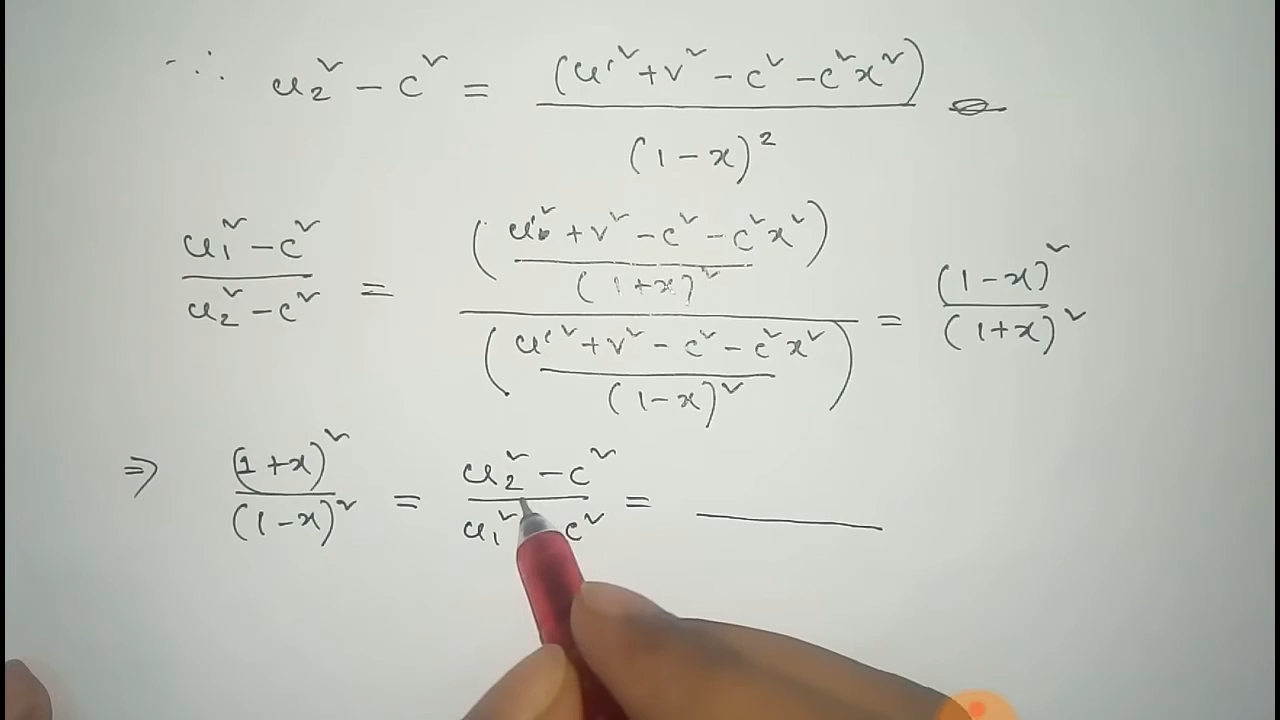 ∴ u₂² − c² = (u'² + v² − c² − c²x²) / (1 − x)²
(u₁² − c²) / (u₂² − c²) = ((u'² + v² − c² − c²x²) / (1 + x)²) / ((u'² + v² − c² − c²x²) / (1 − x)²) = (1 − x)² / (1 + x)²
⇒ (1 + x)² / (1 − x)² = (u₂² − c²) / (u₁² c²) =